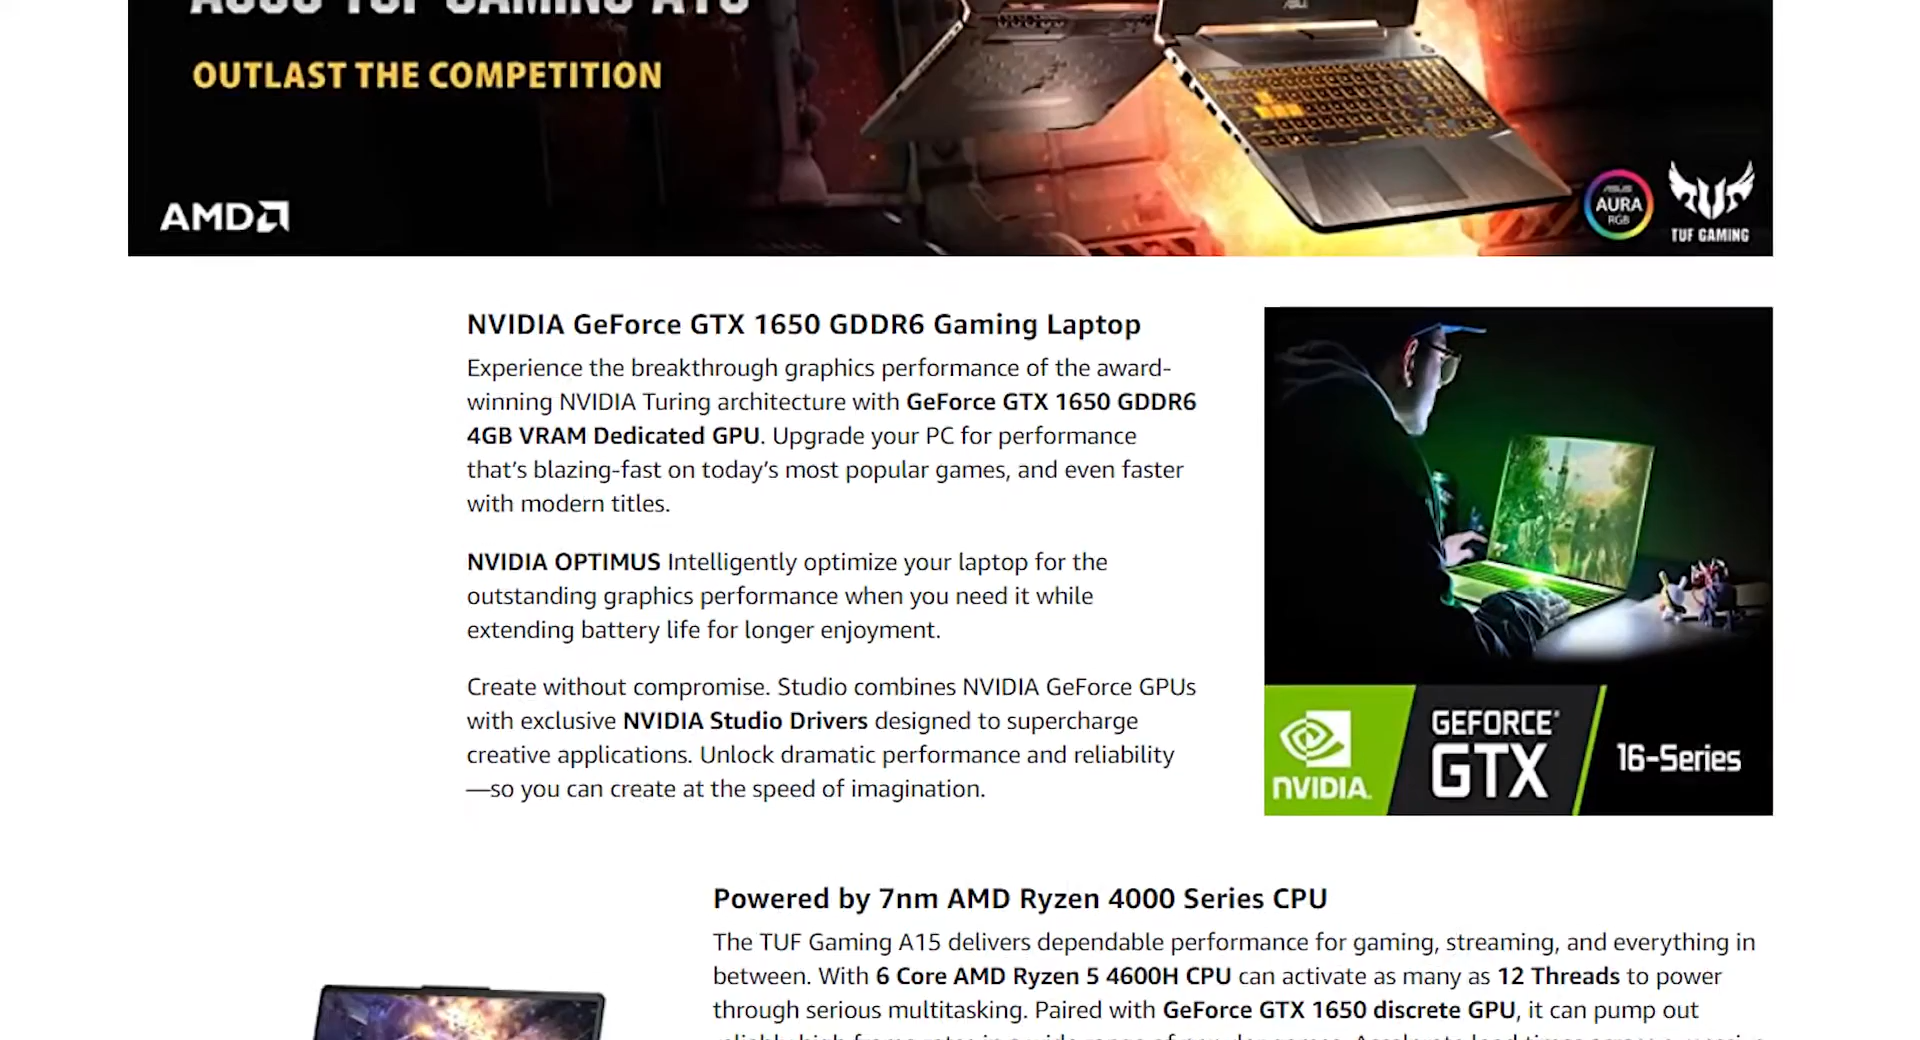 ASUS TUF GAMING A15
OUTLAST THE COMPETITION
AMD
ASUS
AURA
RGB
TUF GAMING
NVIDIA GeForce GTX 1650 GDDR6 Gaming Laptop
Experience the breakthrough graphics performance of the award-
winning NVIDIA Turing architecture with GeForce GTX 1650 GDDR6
4GB VRAM Dedicated GPU. Upgrade your PC for performance
that’s blazing-fast on today’s most popular games, and even faster
with modern titles.
NVIDIA OPTIMUS Intelligently optimize your laptop for the
outstanding graphics performance when you need it while
extending battery life for longer enjoyment.
Create without compromise. Studio combines NVIDIA GeForce GPUs
with exclusive NVIDIA Studio Drivers designed to supercharge
creative applications. Unlock dramatic performance and reliability
—so you can create at the speed of imagination.
NVIDIA.
GEFORCE®
GTX
16-Series
Powered by 7nm AMD Ryzen 4000 Series CPU
The TUF Gaming A15 delivers dependable performance for gaming, streaming, and everything in
between. With 6 Core AMD Ryzen 5 4600H CPU can activate as many as 12 Threads to power
through serious multitasking. Paired with GeForce GTX 1650 discrete GPU, it can pump out